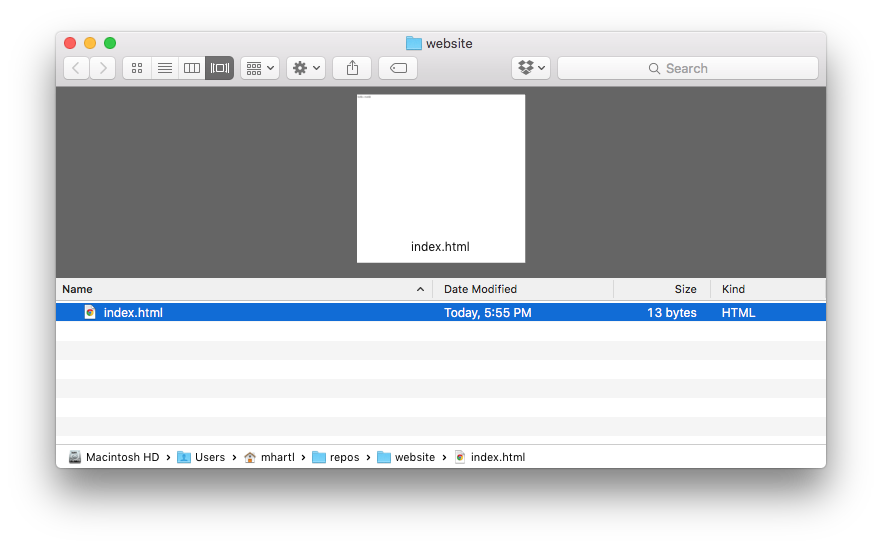 website
Search
index.html
Name Date Modified Size Kind
index.html Today, 5:55 PM 13 bytes HTML
Macintosh HD › Users › mhartl › repos › website › index.html